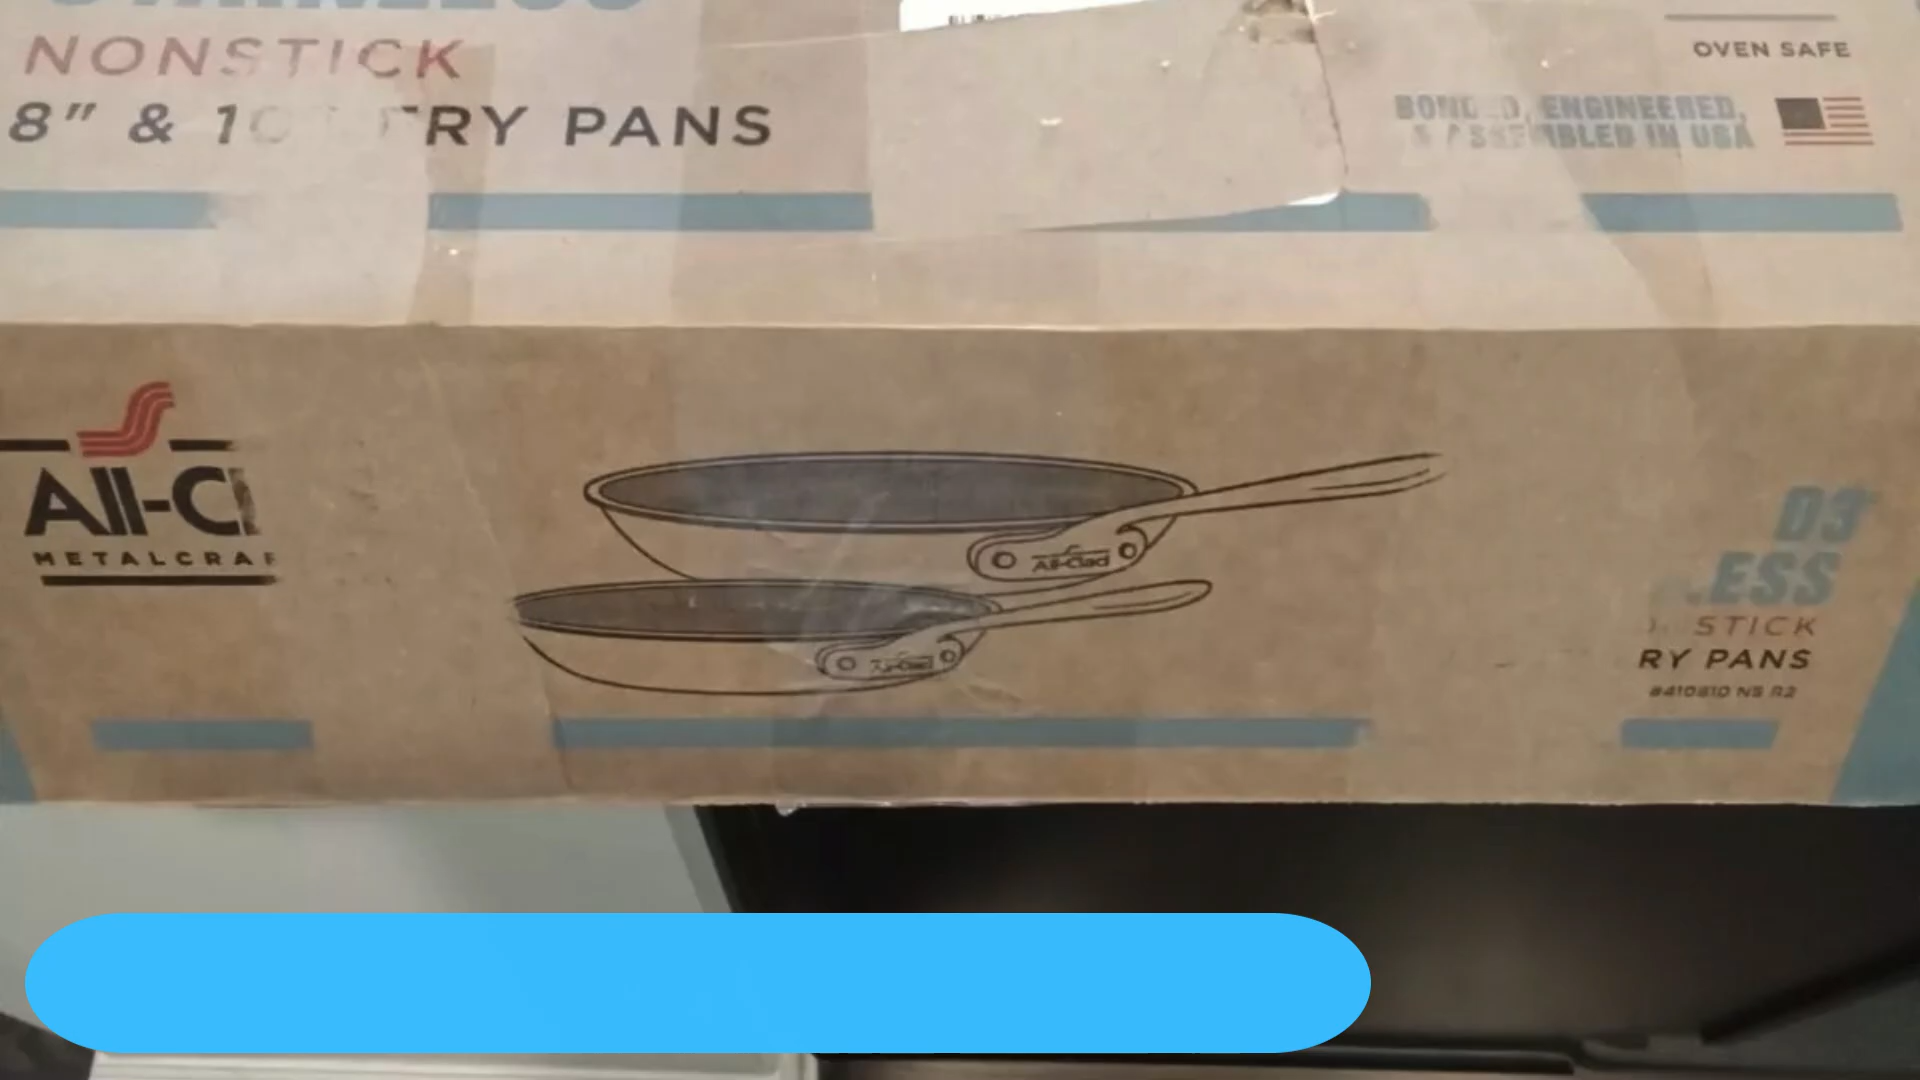 NONSTICK
8" & 10" FRY PANS
OVEN SAFE
BONDED, ENGINEERED,
& ASSEMBLED IN USA
All-Cl
METALCRAF
All-Clad
All-Clad
D3
LESS
STICK
RY PANS
#410810 NS R2